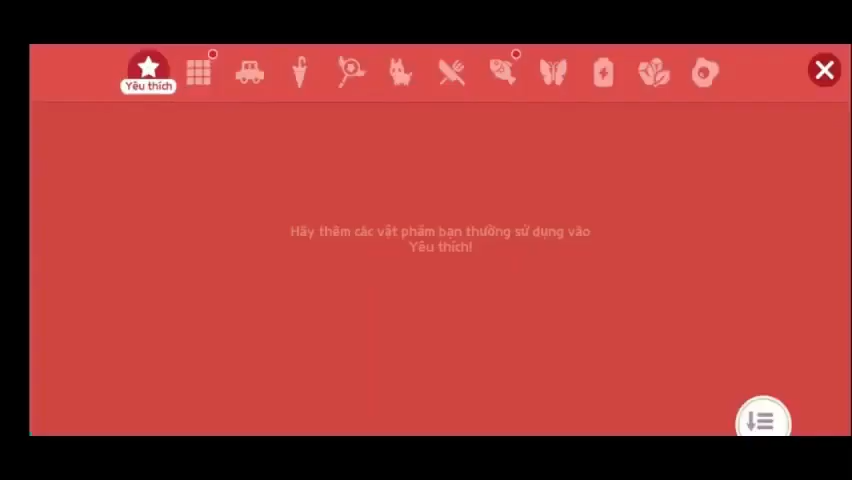 Yêu thích
Hãy thêm các vật phẩm bạn thường sử dụng vào
Yêu thích!